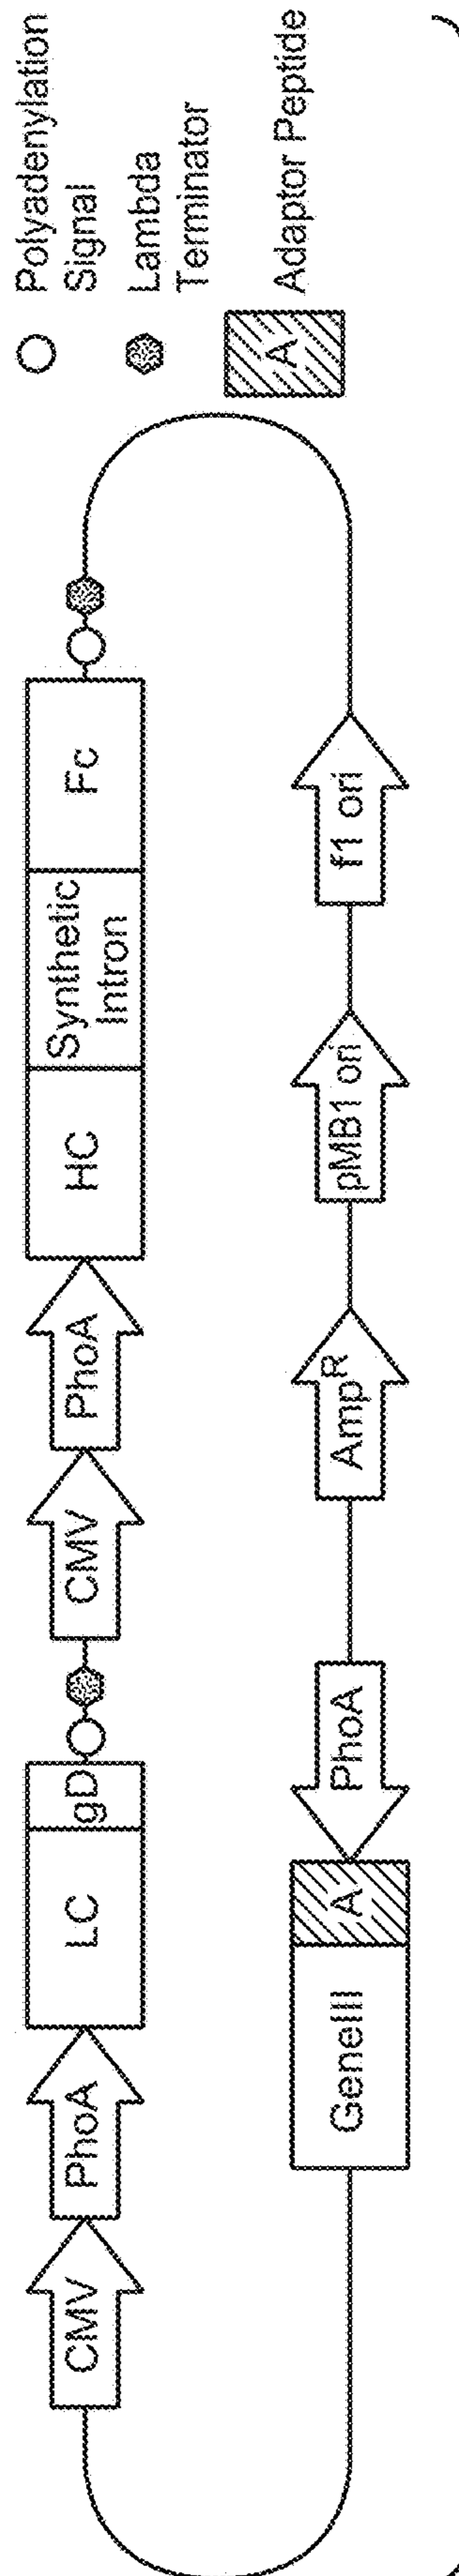 CMV
PhoA
LC
gD
CMV
PhoA
HC
Synthetic
Intron
Fc
GeneIII
A
PhoA
Amp^R
pMB1 ori
f1 ori
Polyadenylation
Signal
Lambda
Terminator
A
Adaptor Peptide